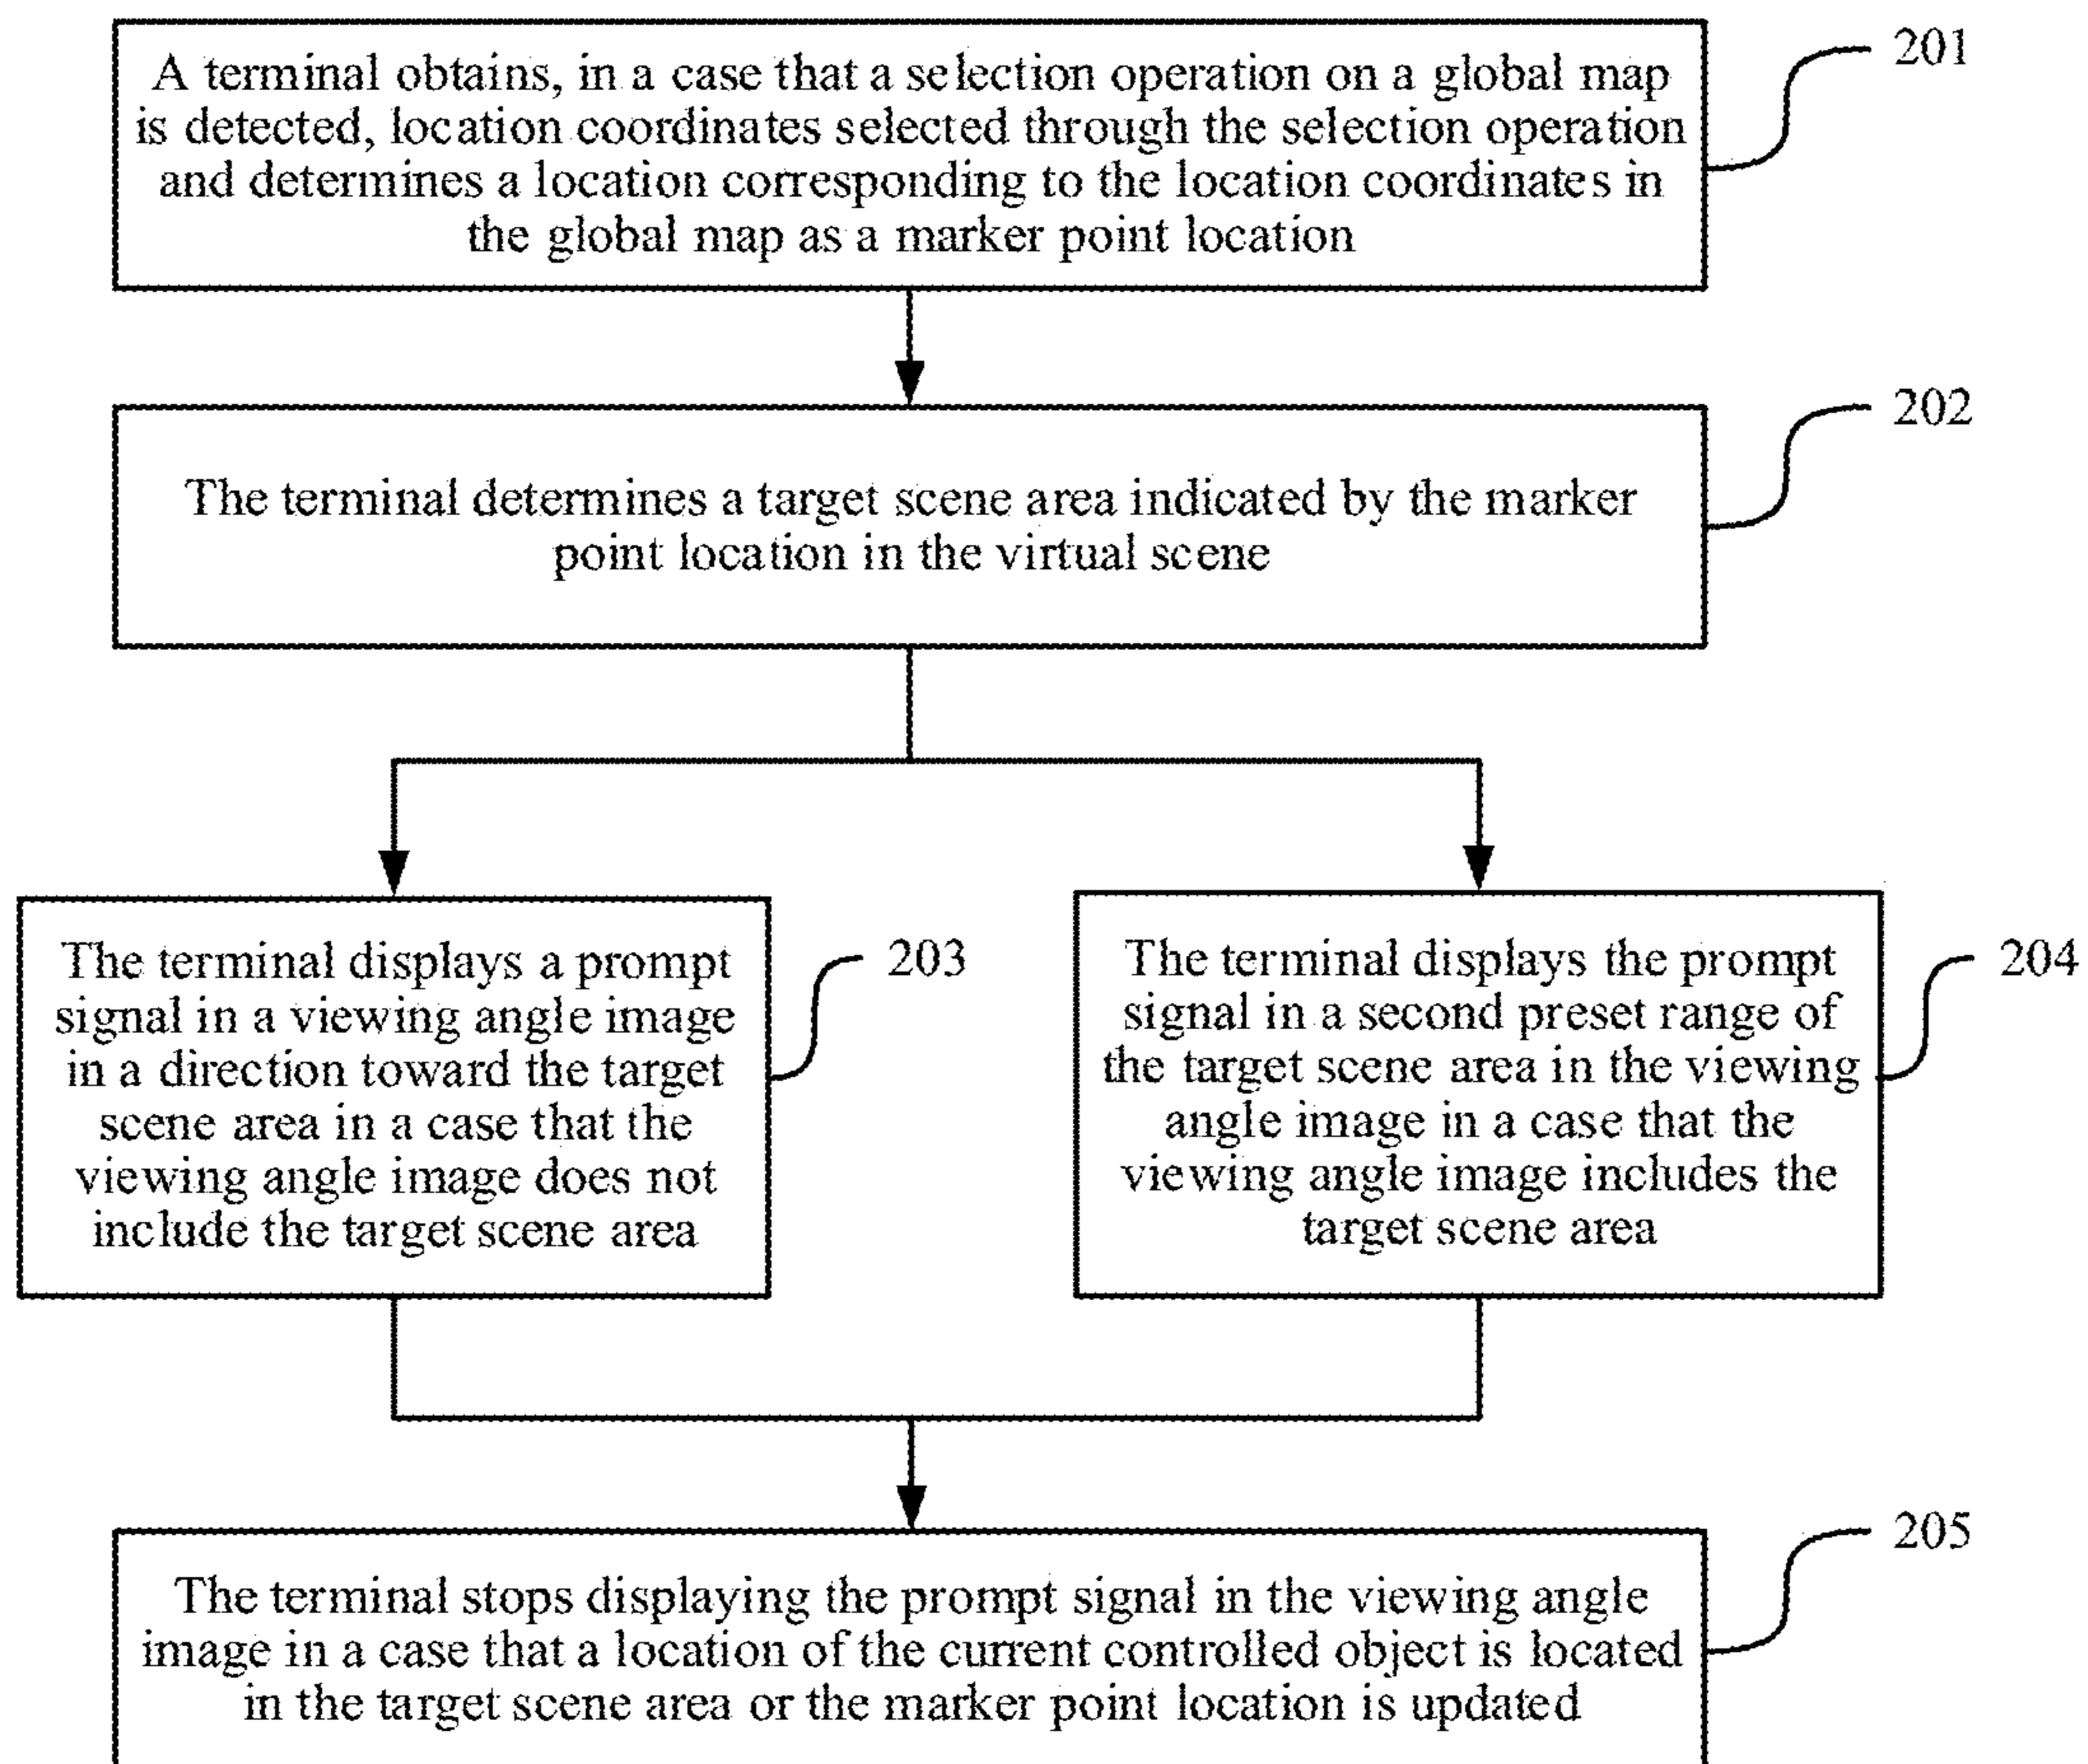 A terminal obtains, in a case that a selection operation on a global map
is detected, location coordinates selected through the selection operation
and determines a location corresponding to the location coordinates in
the global map as a marker point location
201
The terminal determines a target scene area indicated by the marker
point location in the virtual scene
202
The terminal displays a prompt
signal in a viewing angle image
in a direction toward the target
scene area in a case that the
viewing angle image does not
include the target scene area
203
The terminal displays the prompt
signal in a second preset range of
the target scene area in the viewing
angle image in a case that the
viewing angle image includes the
target scene area
204
The terminal stops displaying the prompt signal in the viewing angle
image in a case that a location of the current controlled object is located
in the target scene area or the marker point location is updated
205